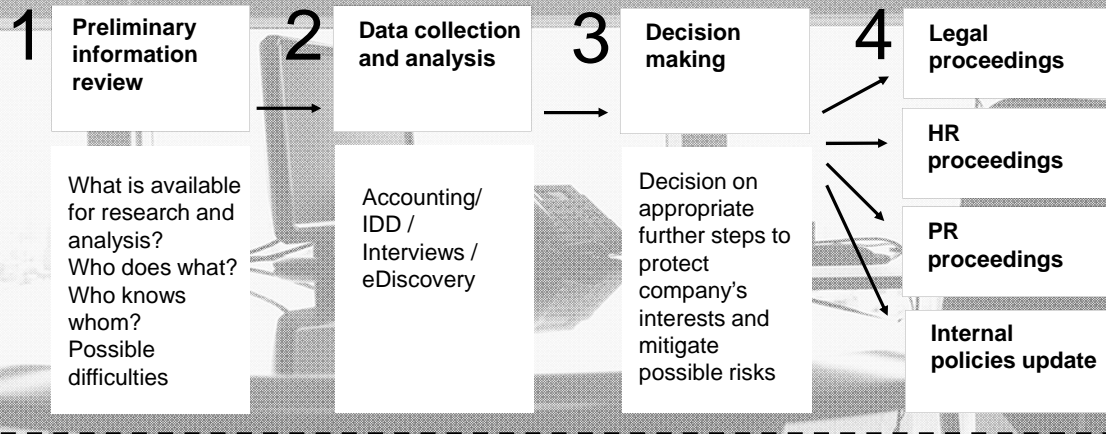 1
Preliminary
information
review
What is available
for research and
analysis?
Who does what?
Who knows
whom?
Possible
difficulties
2
Data collection
and analysis
Accounting/
IDD /
Interviews /
eDiscovery
3
Decision
making
Decision on
appropriate
further steps to
protect
company’s
interests and
mitigate
possible risks
4
Legal
proceedings
HR
proceedings
PR
proceedings
Internal
policies update